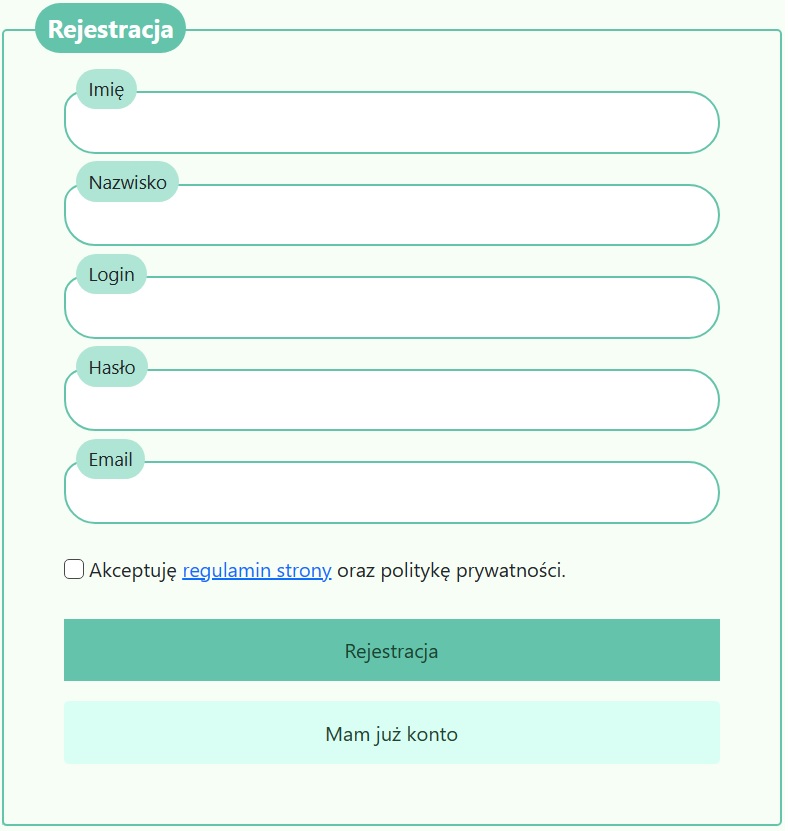 Rejestracja
Imię
Nazwisko
Login
Hasło
Email
Akceptuję regulamin strony oraz politykę prywatności.
Rejestracja
Mam już konto